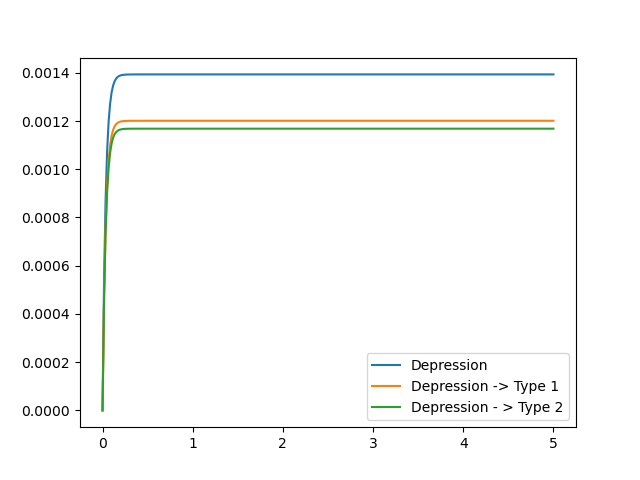 0.0014
0.0012
0.0010
0.0008
0.0006
0.0004
0.0002
0.0000
Depression
Depression -> Type 1
Depression - > Type 2
0 1 2 3 4 5